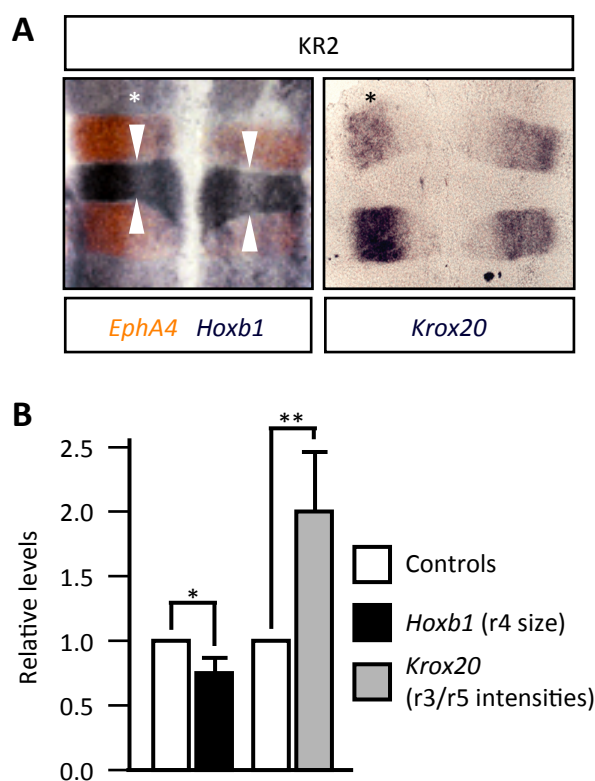 A
KR2
*
*
EphA4 Hoxb1
Krox20
B
Relative levels
2.5
2.0
1.5
1.0
0.5
0.0
*
**
Controls
Hoxb1 (r4 size)
Krox20
(r3/r5 intensities)